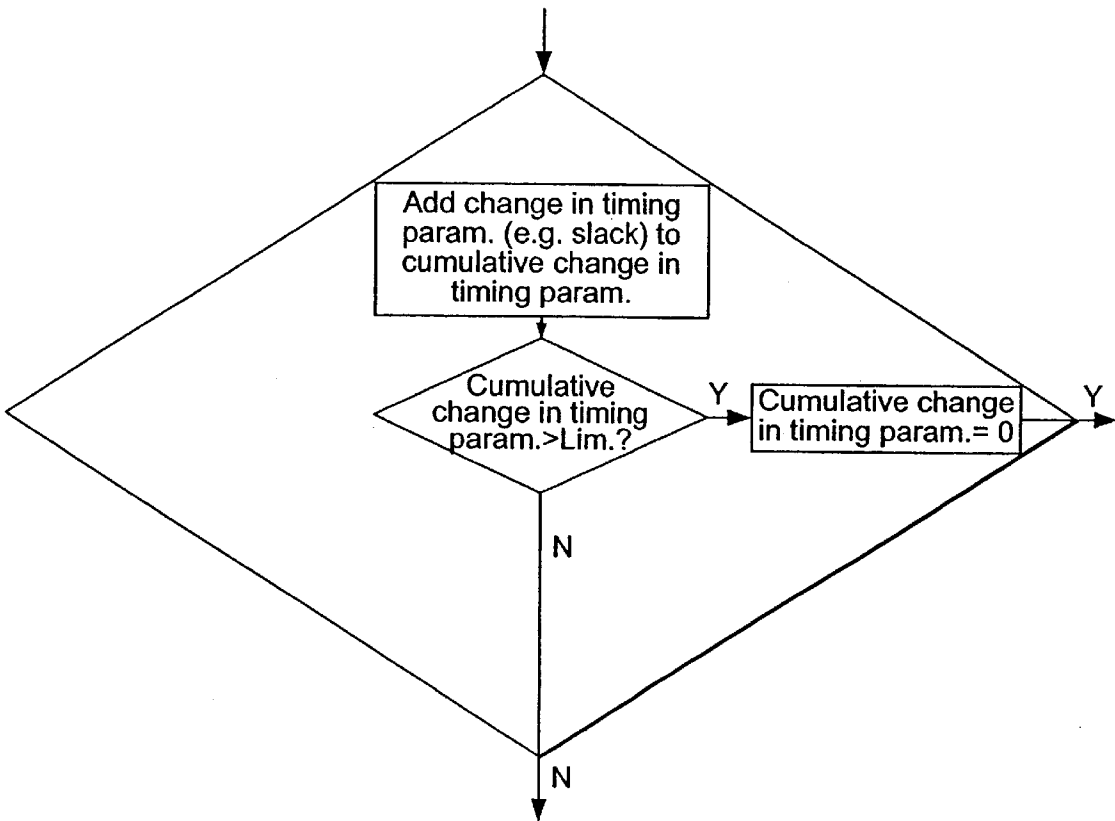 Add change in timing
param. (e.g. slack) to
cumulative change in
timing param.
Cumulative
change in timing
param.>Lim.?
Y
Cumulative change
in timing param.= 0
Y
N
N